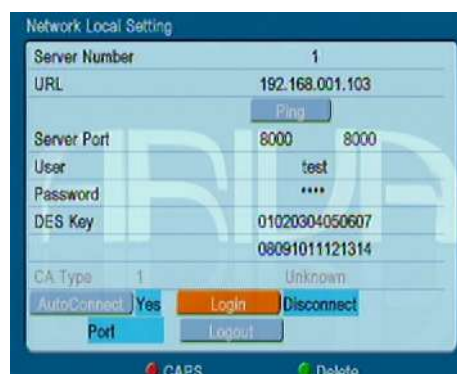 Network Local Setting
Server Number 1
URL 192.168.001.103
Ping
Server Port 8000 8000
User test
Password ****
DES Key 01020304050607
08091011121314
CA Type 1 Unknown
AutoConnect Yes Login Disconnect
Port Logout
CAPS Delete